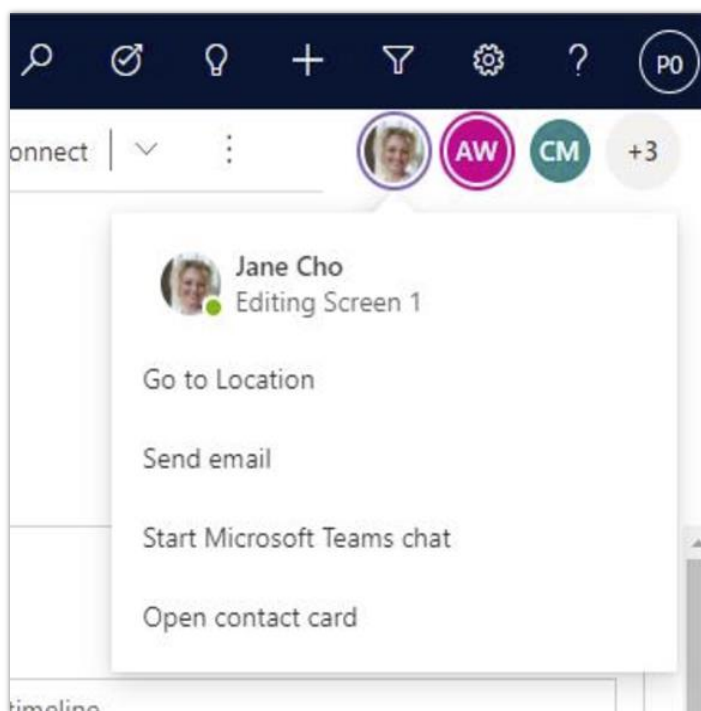 PO
onnect
AW
CM
+3
Jane Cho
Editing Screen 1
Go to Location
Send email
Start Microsoft Teams chat
Open contact card
timeline